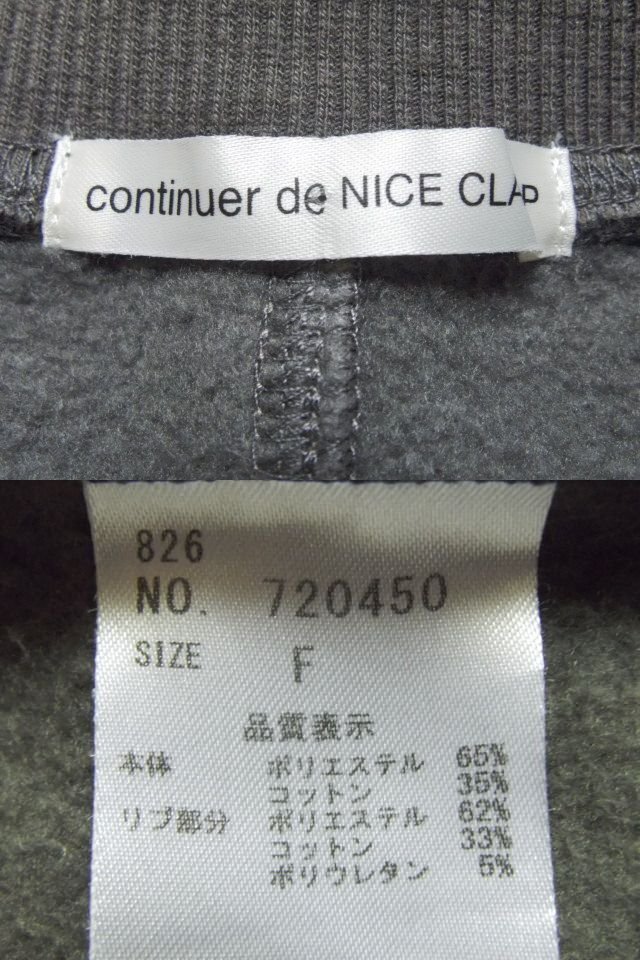 continuer de NICE CLAP
826
NO. 720450
SIZE F
品質表示
本体 ポリエステル 65%
コットン 35%
リブ部分 ポリエステル 62%
コットン 33%
ポリウレタン 5%